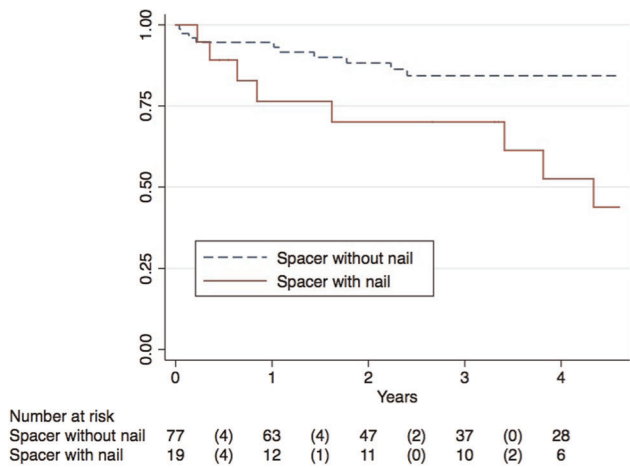 1.00
0.75
0.50
0.25
0.00
Spacer without nail
Spacer with nail
0 1 2 3 4
Years
Number at risk
Spacer without nail 77 (4) 63 (4) 47 (2) 37 (0) 28
Spacer with nail 19 (4) 12 (1) 11 (0) 10 (2) 6